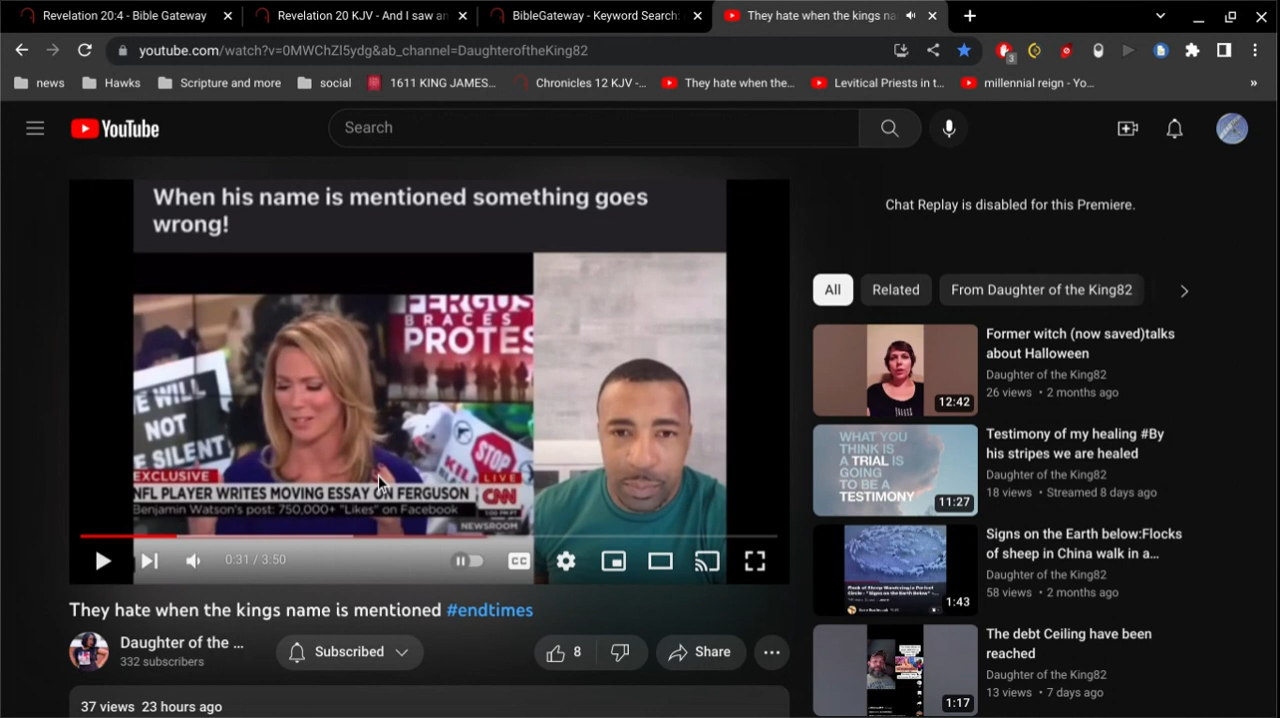 Revelation 20:4 - Bible Gateway
Revelation 20 KJV - And I saw an
BibleGateway - Keyword Search:
They hate when the kings na
youtube.com/watch?v=0MWChZI5ydg&ab_channel=DaughteroftheKing82
3
news
Hawks
Scripture and more
social
1611 KING JAMES...
Chronicles 12 KJV -...
They hate when the...
Levitical Priests in t...
millennial reign - Yo...
»
YouTube
Search
When his name is mentioned something goes
wrong!
FERGUS
BRACES
PROTES
E WILL
NOT
E SILENT
STOP
KILL
EXCLUSIVE
LIVE
NFL PLAYER WRITES MOVING ESSAY ON FERGUSON
CNN
Benjamin Watson's post: 750,000+ "Likes" on Facebook
NEWSROOM
0:31 / 3:50
CC
They hate when the kings name is mentioned #endtimes
Daughter of the ...
332 subscribers
Subscribed
8
Share
37 views 23 hours ago
Chat Replay is disabled for this Premiere.
All
Related
From Daughter of the King82
Former witch (now saved)talks
about Halloween
Daughter of the King82
26 views • 2 months ago
12:42
WHAT YOU
THINK IS
A TRIAL IS
GOING
TO BE A
TESTIMONY
11:27
Testimony of my healing #By
his stripes we are healed
Daughter of the King82
18 views • Streamed 8 days ago
1:43
Signs on the Earth below:Flocks
of sheep in China walk in a...
Daughter of the King82
58 views • 2 months ago
1:17
The debt Ceiling have been
reached
Daughter of the King82
13 views • 7 days ago